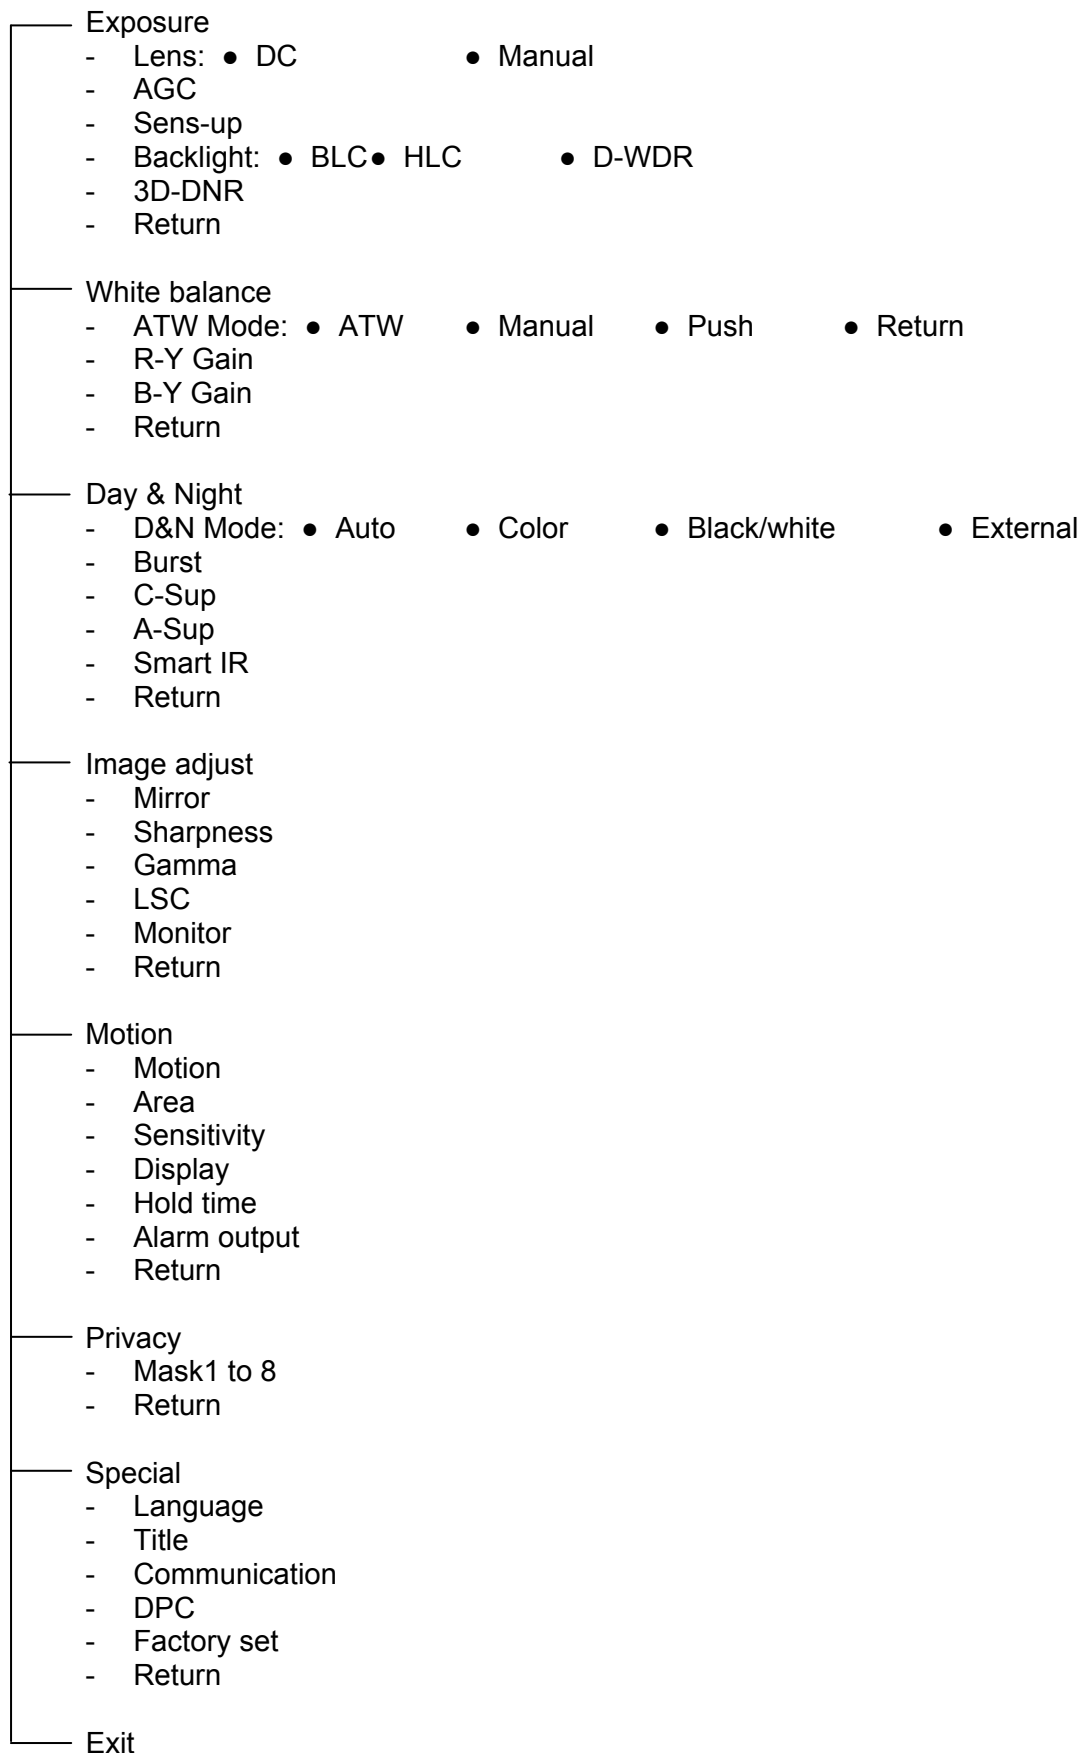 Exposure
- Lens: ● DC ● Manual
- AGC
- Sens-up
- Backlight: ● BLC● HLC ● D-WDR
- 3D-DNR
- Return
White balance
- ATW Mode: ● ATW ● Manual ● Push ● Return
- R-Y Gain
- B-Y Gain
- Return
Day & Night
- D&N Mode: ● Auto ● Color ● Black/white ● External
- Burst
- C-Sup
- A-Sup
- Smart IR
- Return
Image adjust
- Mirror
- Sharpness
- Gamma
- LSC
- Monitor
- Return
Motion
- Motion
- Area
- Sensitivity
- Display
- Hold time
- Alarm output
- Return
Privacy
- Mask1 to 8
- Return
Special
- Language
- Title
- Communication
- DPC
- Factory set
- Return
Exit